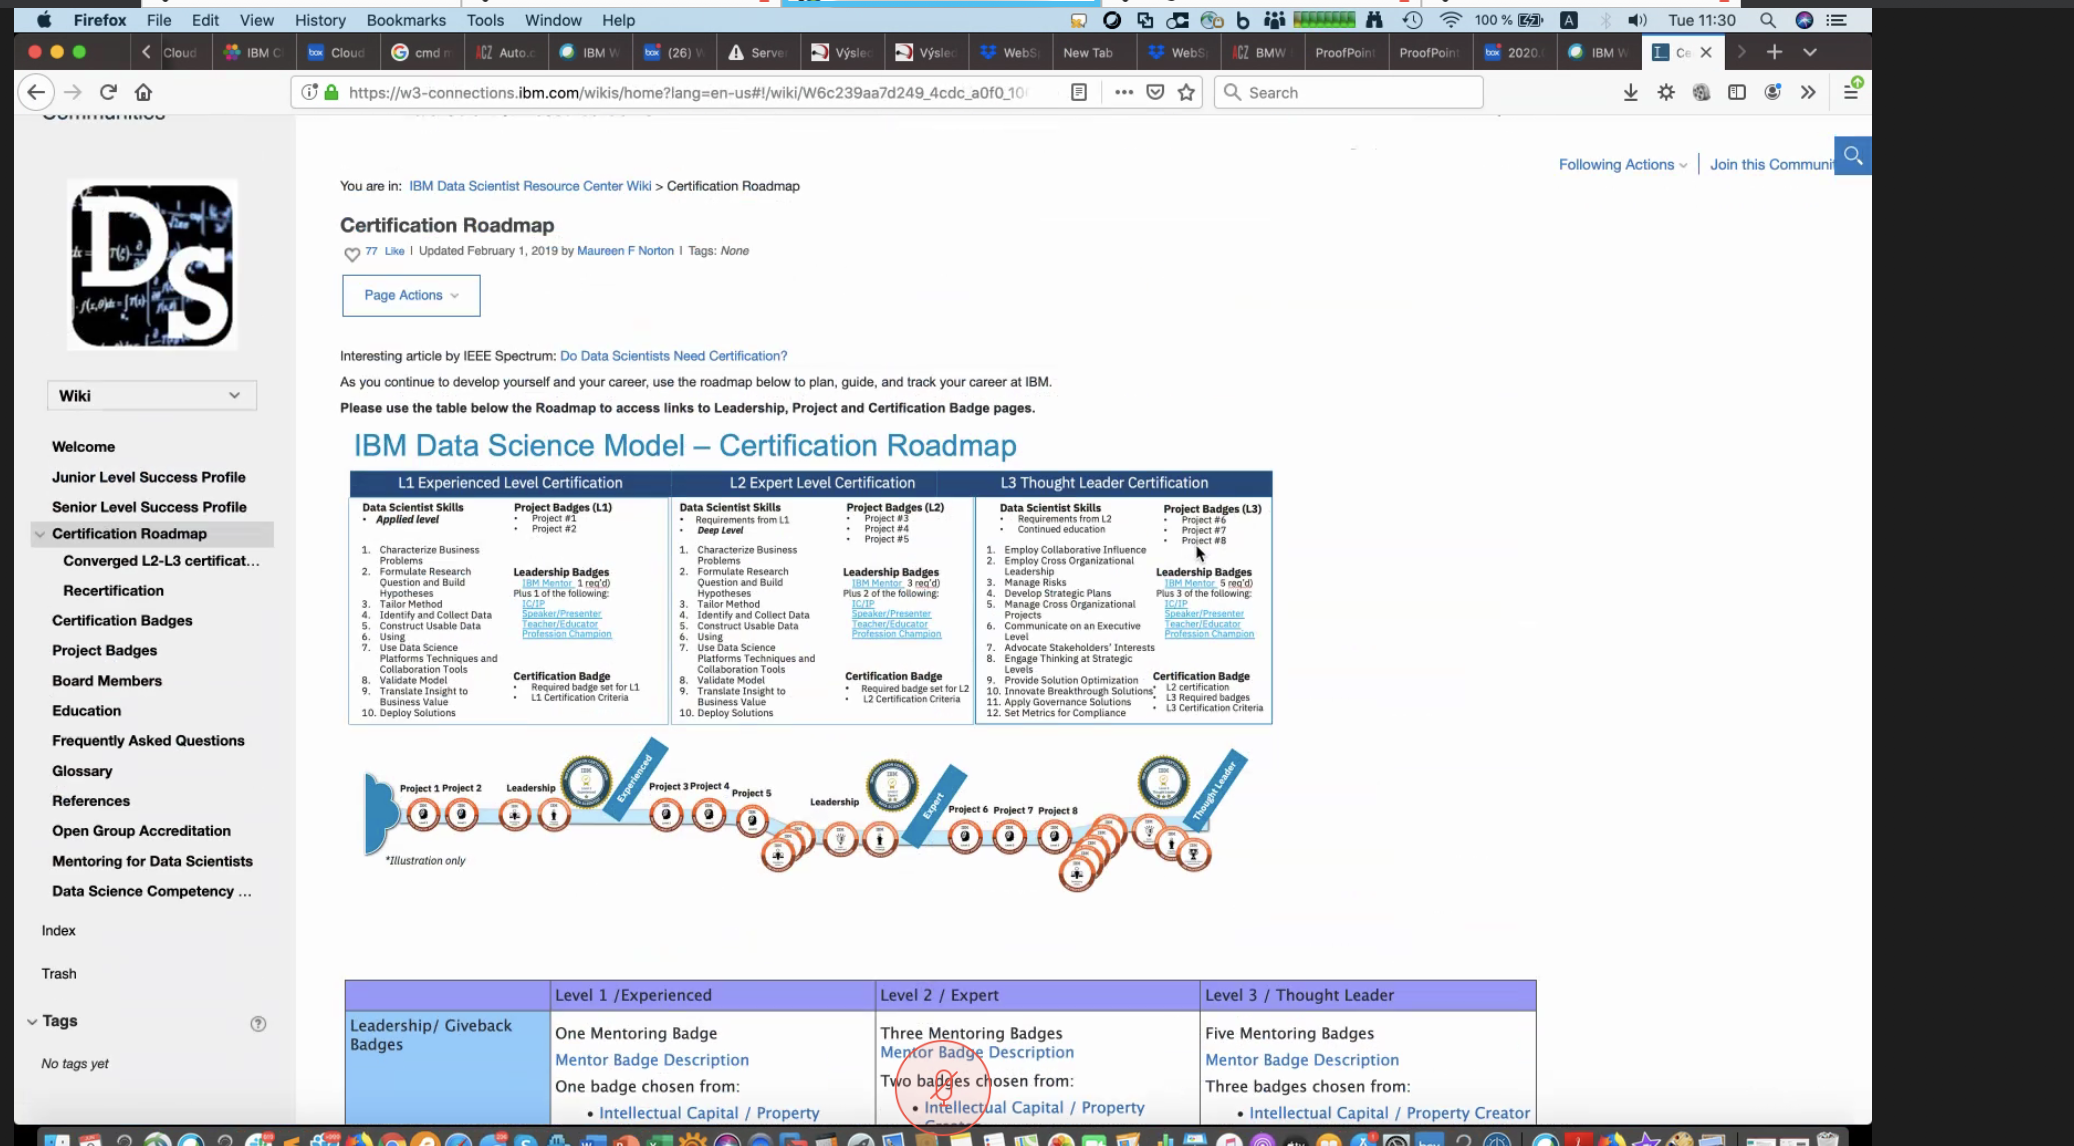 Firefox File Edit View History Bookmarks Tools Window Help 100 % A Tue 11:30
Cloud IBM C box Cloud cmd n ACZ Auto.c IBM W box (26) W Serve Výsled Výsled WebS New Tab WebS ACZ BMW ProofPoint ProofPoint box 2020. IBM W Ce
https://w3-connections.ibm.com/wikis/home?lang=en-us#!/wiki/W6c239aa7d249_4cdc_a0f0_10 Search
Communities
Following Actions Join this Communi
You are in: IBM Data Scientist Resource Center Wiki > Certification Roadmap
Certification Roadmap
77 Like | Updated February 1, 2019 by Maureen F Norton | Tags: None
Page Actions
Interesting article by IEEE Spectrum: Do Data Scientists Need Certification?
As you continue to develop yourself and your career, use the roadmap below to plan, guide, and track your career at IBM.
Please use the table below the Roadmap to access links to Leadership, Project and Certification Badge pages.
DS
Wiki
Welcome
Junior Level Success Profile
Senior Level Success Profile
Certification Roadmap
Converged L2-L3 certificat...
Recertification
Certification Badges
Project Badges
Board Members
Education
Frequently Asked Questions
Glossary
References
Open Group Accreditation
Mentoring for Data Scientists
Data Science Competency ...
Index
Trash
Tags
No tags yet
IBM Data Science Model – Certification Roadmap
L1 Experienced Level Certification
Data Scientist Skills
• Applied level
1. Characterize Business
Problems
2. Formulate Research
Question and Build
Hypotheses
3. Tailor Method
4. Identify and Collect Data
5. Construct Usable Data
6. Using
7. Use Data Science
Platforms Techniques and
Collaboration Tools
8. Validate Model
9. Translate Insight to
Business Value
10. Deploy Solutions
Project Badges (L1)
• Project #1
• Project #2
Leadership Badges
IBM Mentor 1 req'd)
Plus 1 of the following:
IC/IP
Speaker/Presenter
Teacher/Educator
Profession Champion
Certification Badge
• Required badge set for L1
• L1 Certification Criteria
L2 Expert Level Certification
Data Scientist Skills
• Requirements from L1
• Deep Level
1. Characterize Business
Problems
2. Formulate Research
Question and Build
Hypotheses
3. Tailor Method
4. Identify and Collect Data
5. Construct Usable Data
6. Using
7. Use Data Science
Platforms Techniques and
Collaboration Tools
8. Validate Model
9. Translate Insight to
Business Value
10. Deploy Solutions
Project Badges (L2)
• Project #3
• Project #4
• Project #5
Leadership Badges
IBM Mentor 3 req'd)
Plus 2 of the following:
IC/IP
Speaker/Presenter
Teacher/Educator
Profession Champion
Certification Badge
• Required badge set for L2
• L2 Certification Criteria
L3 Thought Leader Certification
Data Scientist Skills
• Requirements from L2
• Continued education
1. Employ Collaborative Influence
2. Employ Cross Organizational
Leadership
3. Manage Risks
4. Develop Strategic Plans
5. Manage Cross Organizational
Projects
6. Communicate on an Executive
Level
7. Advocate Stakeholders' Interests
8. Engage Thinking at Strategic
Levels
9. Provide Solution Optimization
10. Innovate Breakthrough Solutions
11. Apply Governance Solutions
12. Set Metrics for Compliance
Project Badges (L3)
• Project #6
• Project #7
• Project #8
Leadership Badges
IBM Mentor 5 req'd)
Plus 3 of the following:
IC/IP
Speaker/Presenter
Teacher/Educator
Profession Champion
Certification Badge
• L2 certification
• L3 Required badges
• L3 Certification Criteria
Project 1 Project 2 Leadership Experienced Project 3 Project 4 Project 5 Leadership Expert Project 6 Project 7 Project 8 Thought Leader
*Illustration only
Level 1 /Experienced Level 2 / Expert Level 3 / Thought Leader
Leadership/ Giveback
Badges
One Mentoring Badge
Mentor Badge Description
One badge chosen from:
• Intellectual Capital / Property
Three Mentoring Badges
Mentor Badge Description
Two badges chosen from:
• Intellectual Capital / Property
Five Mentoring Badges
Mentor Badge Description
Three badges chosen from:
• Intellectual Capital / Property Creator